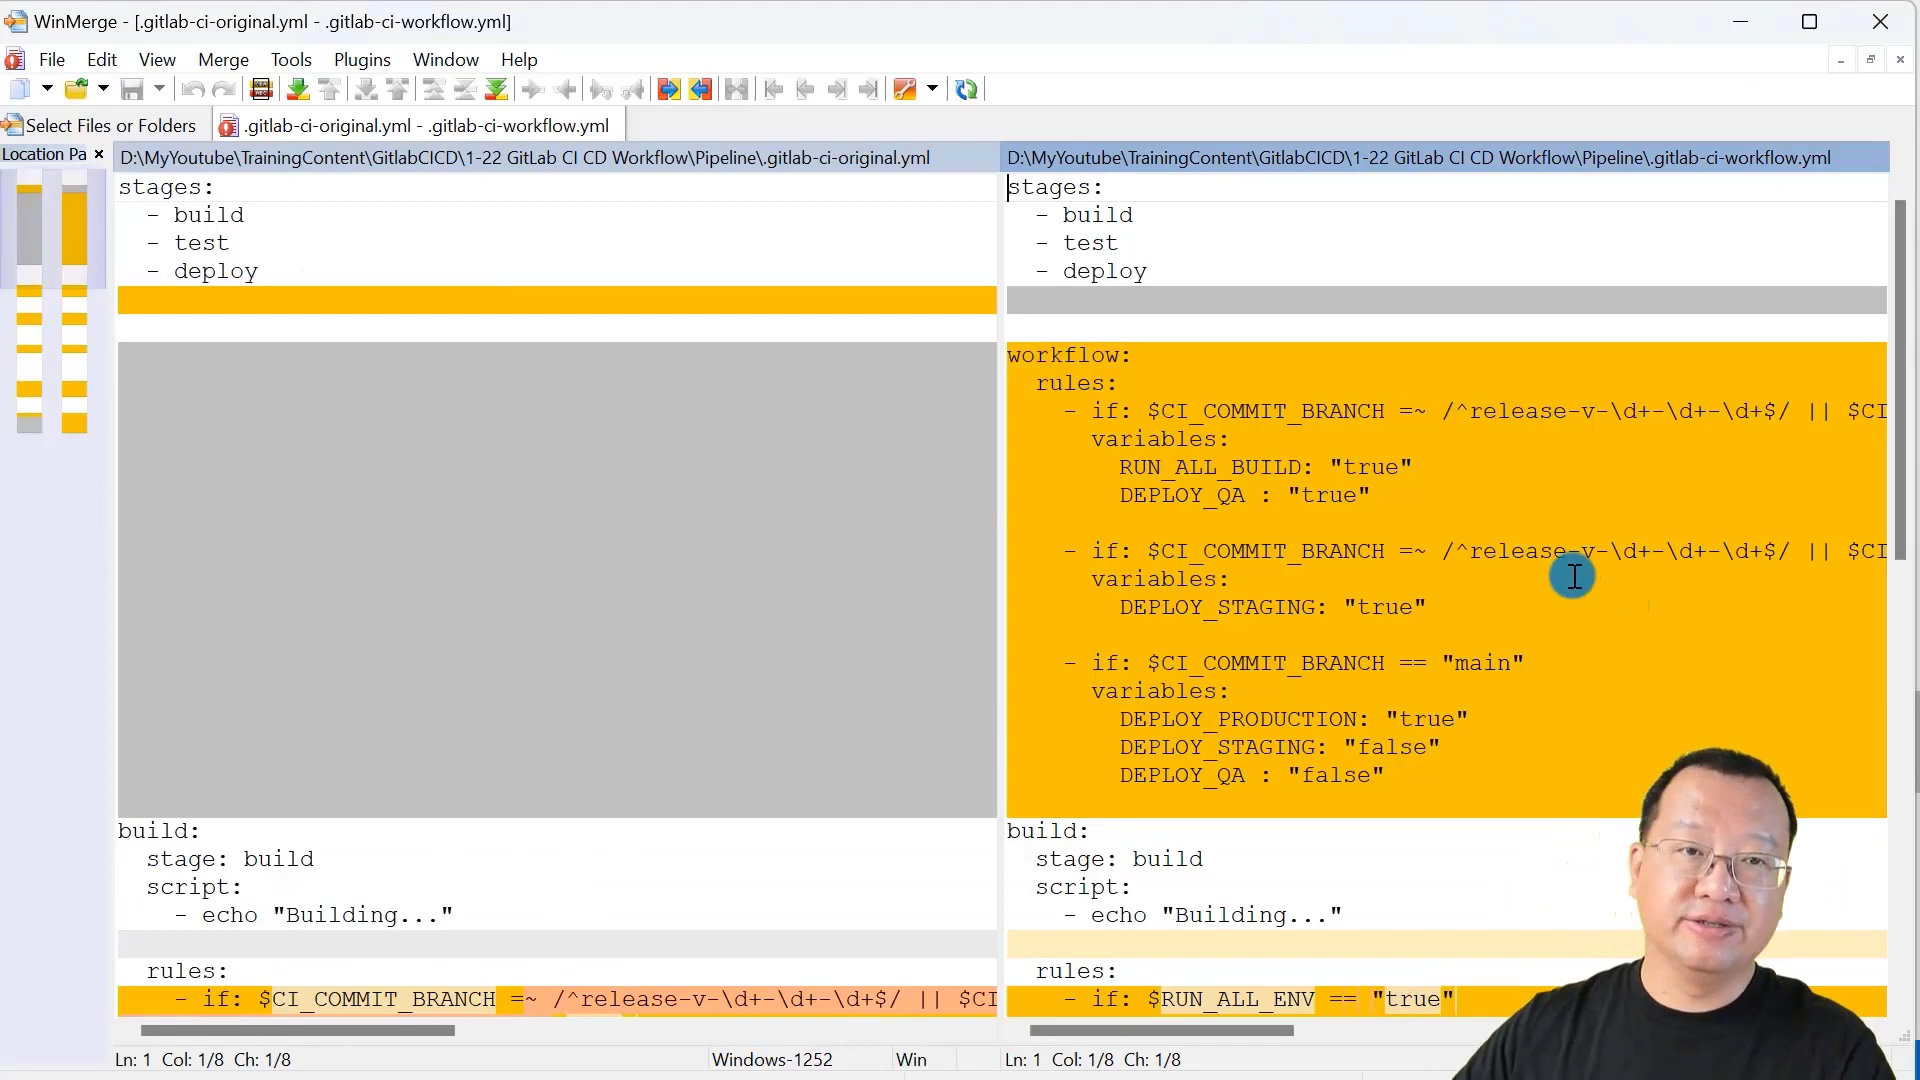 WinMerge - [.gitlab-ci-original.yml - .gitlab-ci-workflow.yml]
File Edit View Merge Tools Plugins Window Help
Select Files or Folders
.gitlab-ci-original.yml - .gitlab-ci-workflow.yml
Location Pa
D:\MyYoutube\TrainingContent\GitlabCICD\1-22 GitLab CI CD Workflow\Pipeline\.gitlab-ci-original.yml
stages:
- build
- test
- deploy
build:
stage: build
script:
- echo "Building..."
rules:
- if: $CI_COMMIT_BRANCH =~ /^release-v-\d+-\d+-\d+$/ || $CI
D:\MyYoutube\TrainingContent\GitlabCICD\1-22 GitLab CI CD Workflow\Pipeline\.gitlab-ci-workflow.yml
stages:
- build
- test
- deploy
workflow:
rules:
- if: $CI_COMMIT_BRANCH =~ /^release-v-\d+-\d+-\d+$/ || $CI
variables:
RUN_ALL_BUILD: "true"
DEPLOY_QA : "true"
- if: $CI_COMMIT_BRANCH =~ /^release-v-\d+-\d+-\d+$/ || $CI
variables:
DEPLOY_STAGING: "true"
- if: $CI_COMMIT_BRANCH == "main"
variables:
DEPLOY_PRODUCTION: "true"
DEPLOY_STAGING: "false"
DEPLOY_QA : "false"
build:
stage: build
script:
- echo "Building..."
rules:
- if: $RUN_ALL_ENV == "true"
Ln: 1 Col: 1/8 Ch: 1/8
Windows-1252
Win
Ln: 1 Col: 1/8 Ch: 1/8